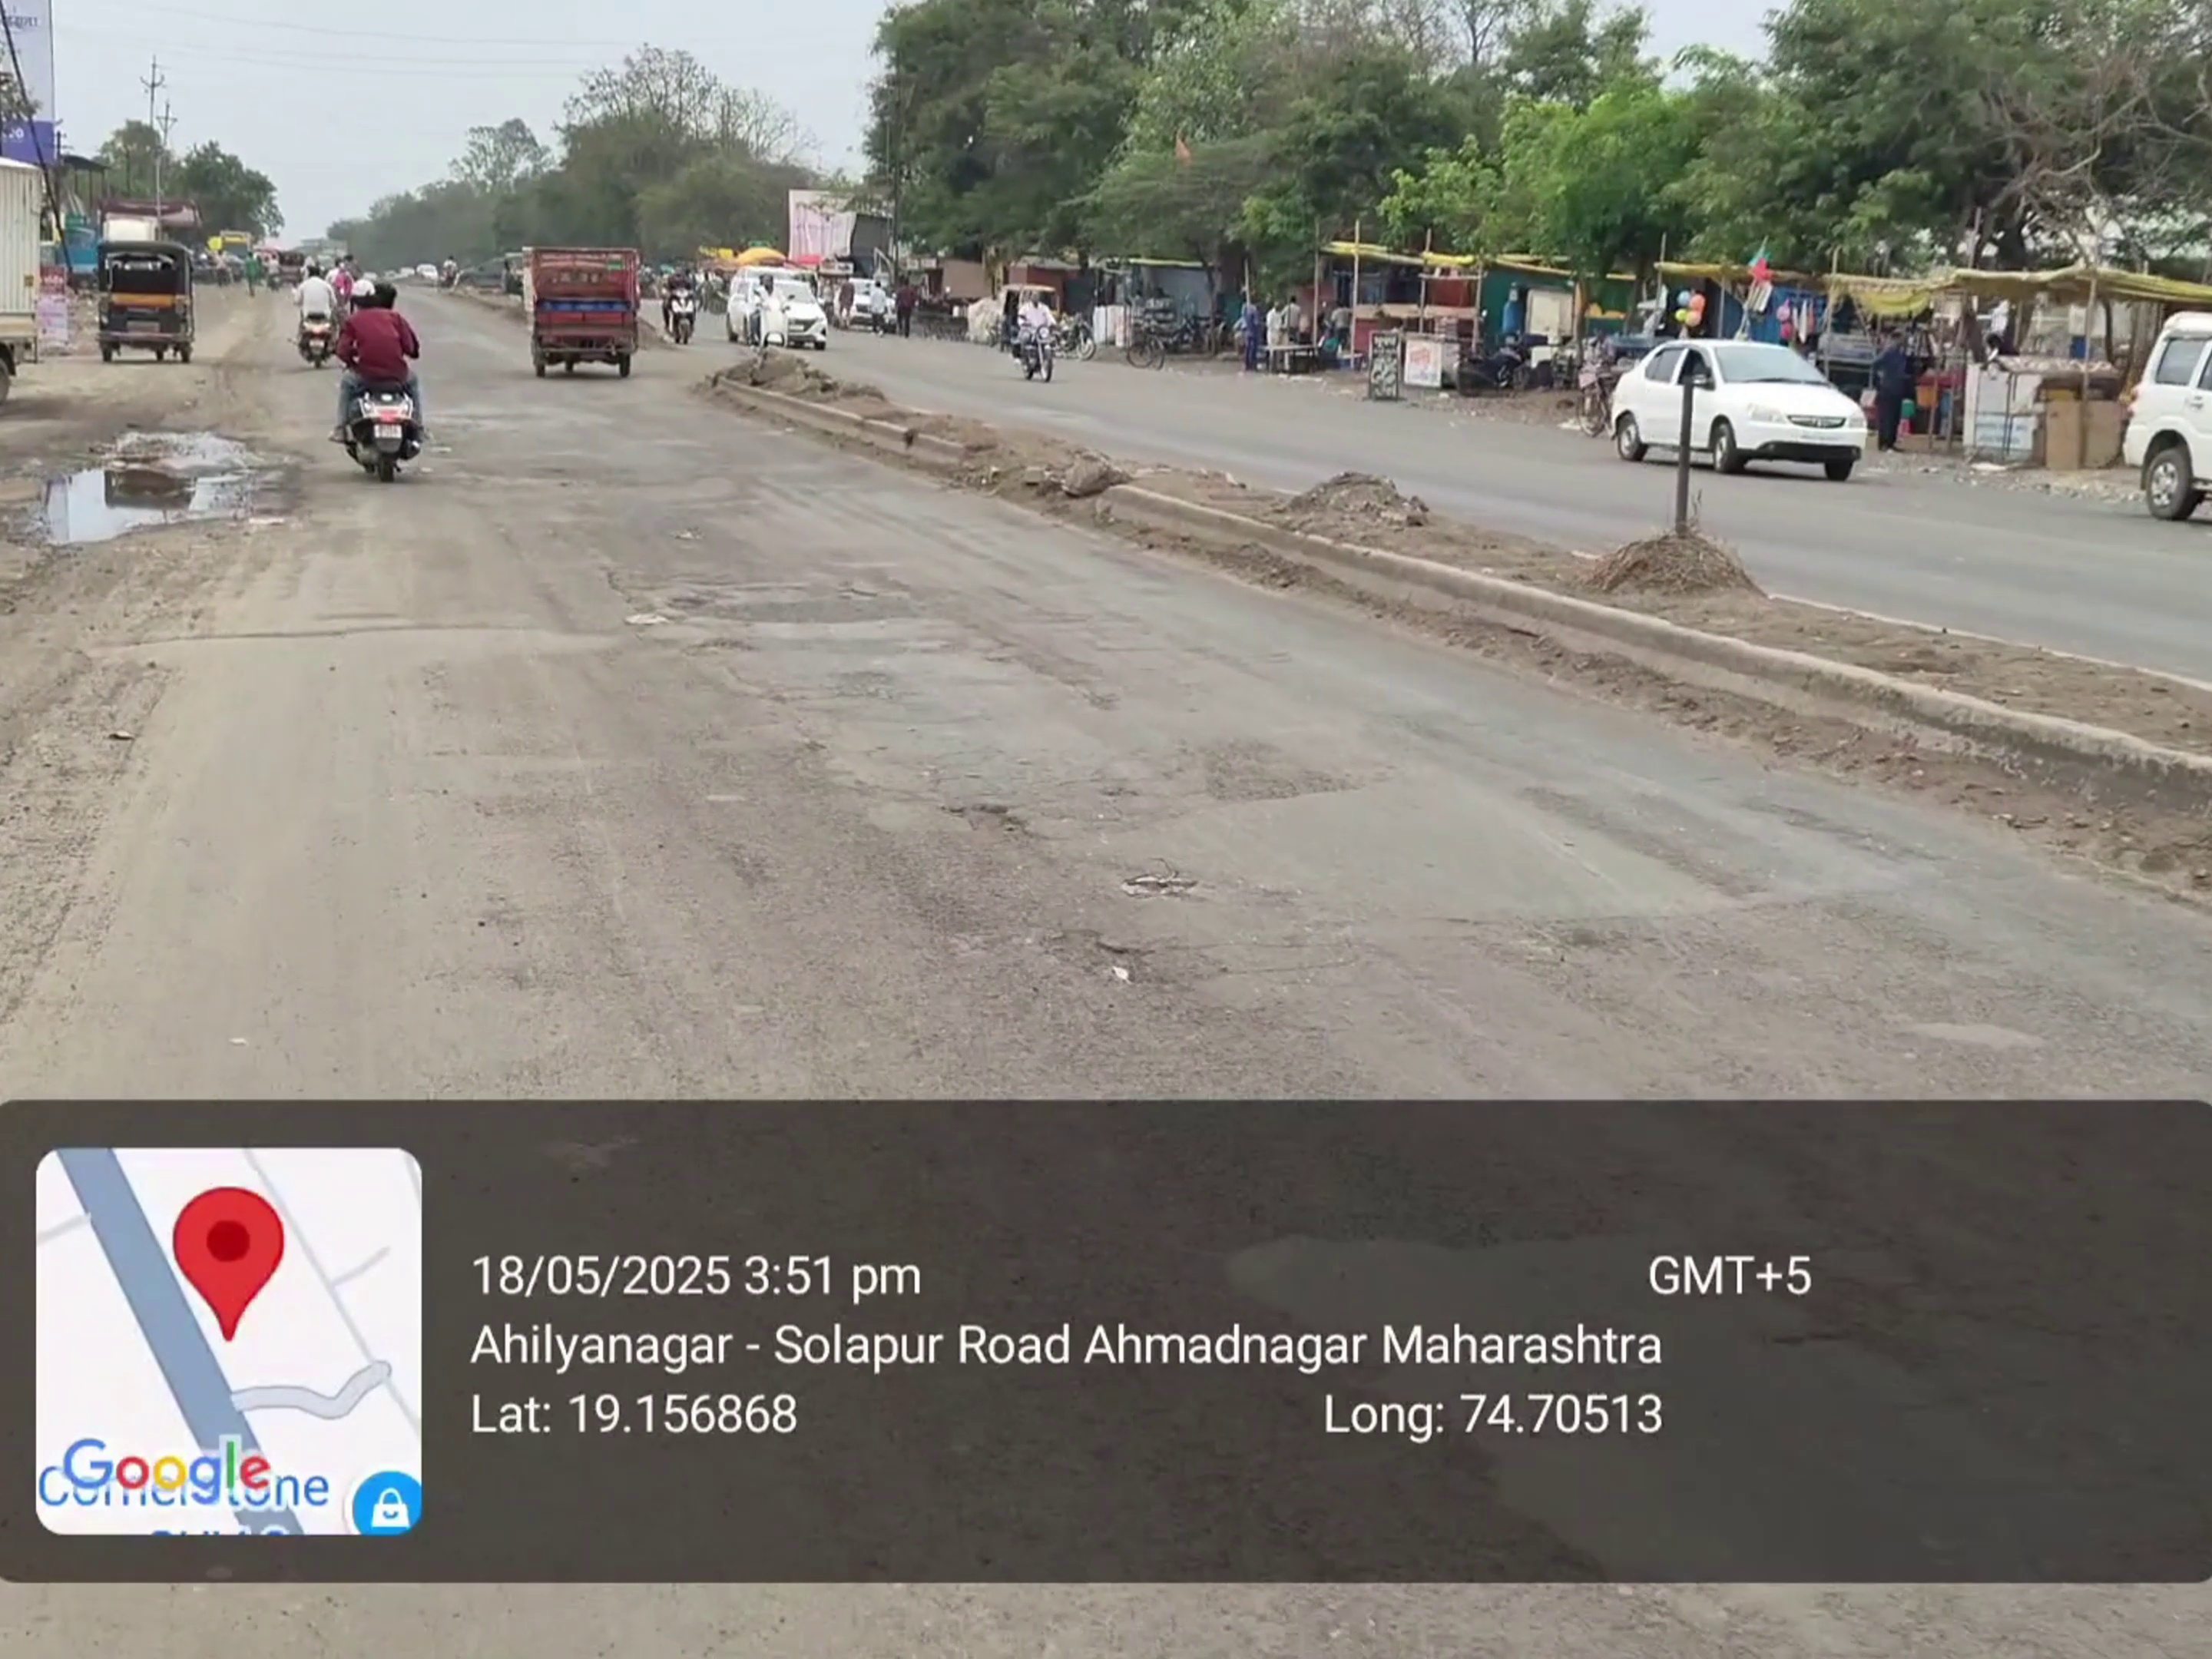 18/05/2025 3:51 pm GMT+5
Ahilyanagar - Solapur Road Ahmadnagar Maharashtra
Lat: 19.156868 Long: 74.70513
Google